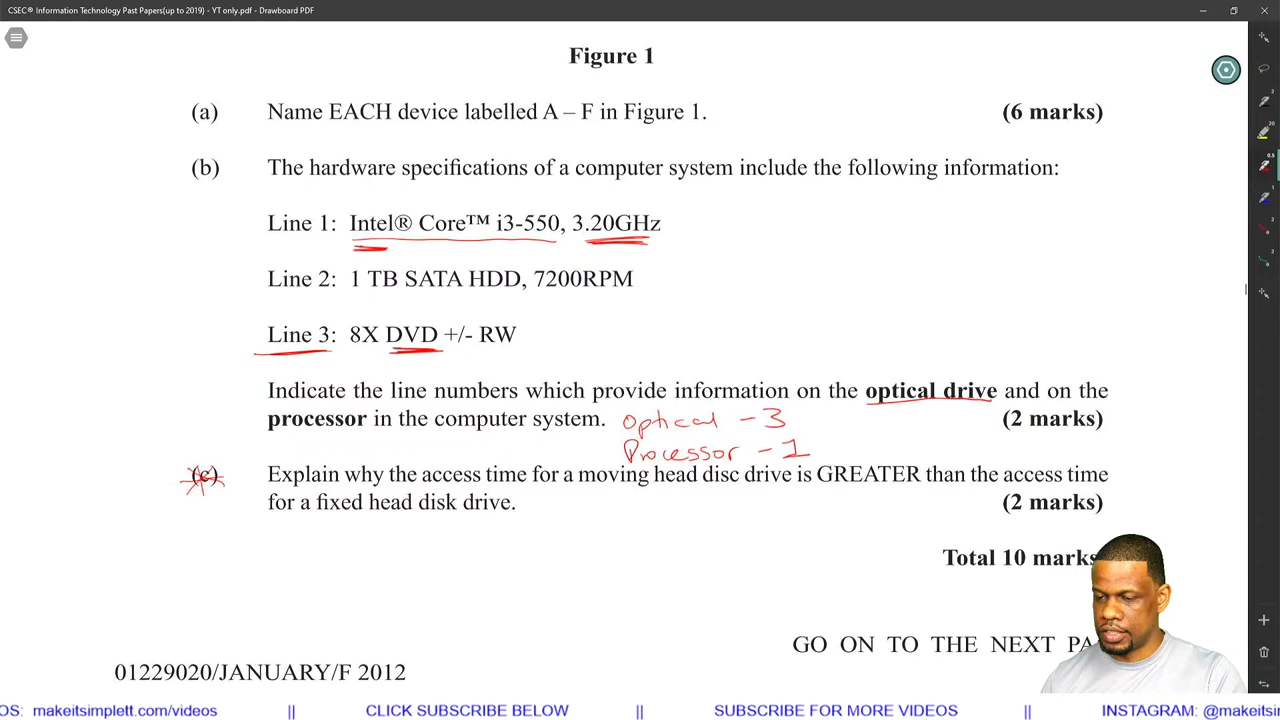 CSEC® Information Technology Past Papers(up to 2019) - YT only.pdf - Drawboard PDF
Figure 1
(a) Name EACH device labelled A – F in Figure 1. (6 marks)
(b) The hardware specifications of a computer system include the following information:
Line 1: Intel® Core™ i3-550, 3.20GHz
Line 2: 1 TB SATA HDD, 7200RPM
Line 3: 8X DVD +/- RW
Indicate the line numbers which provide information on the optical drive and on the
processor in the computer system. (2 marks)
Optical - 3
Processor - 1
(c) Explain why the access time for a moving head disc drive is GREATER than the access time
for a fixed head disk drive. (2 marks)
Total 10 marks
GO ON TO THE NEXT PA
01229020/JANUARY/F 2012
OS: makeitsimplett.com/videos || CLICK SUBSCRIBE BELOW || SUBSCRIBE FOR MORE VIDEOS || INSTAGRAM: @makeitsi